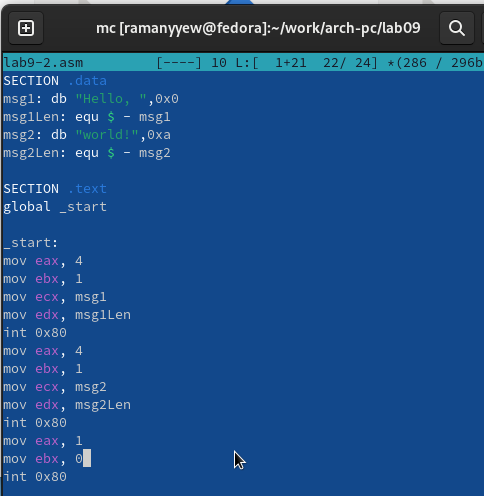 mc [ramanyyew@fedora]:~/work/arch-pc/lab09
lab9-2.asm [----] 10 L:[ 1+21 22/ 24] *(286 / 296b
SECTION .data
msg1: db "Hello, ",0x0
msg1Len: equ $ - msg1
msg2: db "world!",0xa
msg2Len: equ $ - msg2
SECTION .text
global _start
_start:
mov eax, 4
mov ebx, 1
mov ecx, msg1
mov edx, msg1Len
int 0x80
mov eax, 4
mov ebx, 1
mov ecx, msg2
mov edx, msg2Len
int 0x80
mov eax, 1
mov ebx, 0
int 0x80